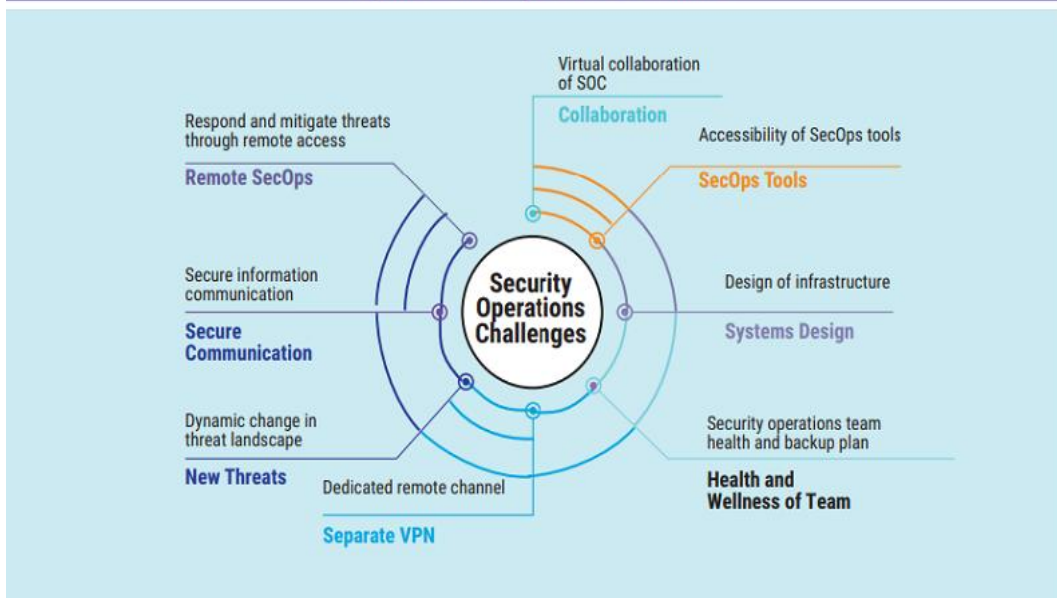 Security
Operations
Challenges
Virtual collaboration
of SOC
Collaboration
Accessibility of SecOps tools
SecOps Tools
Design of infrastructure
Systems Design
Security operations team
health and backup plan
Health and
Wellness of Team
Dedicated remote channel
Separate VPN
Dynamic change in
threat landscape
New Threats
Secure information
communication
Secure
Communication
Respond and mitigate threats
through remote access
Remote SecOps